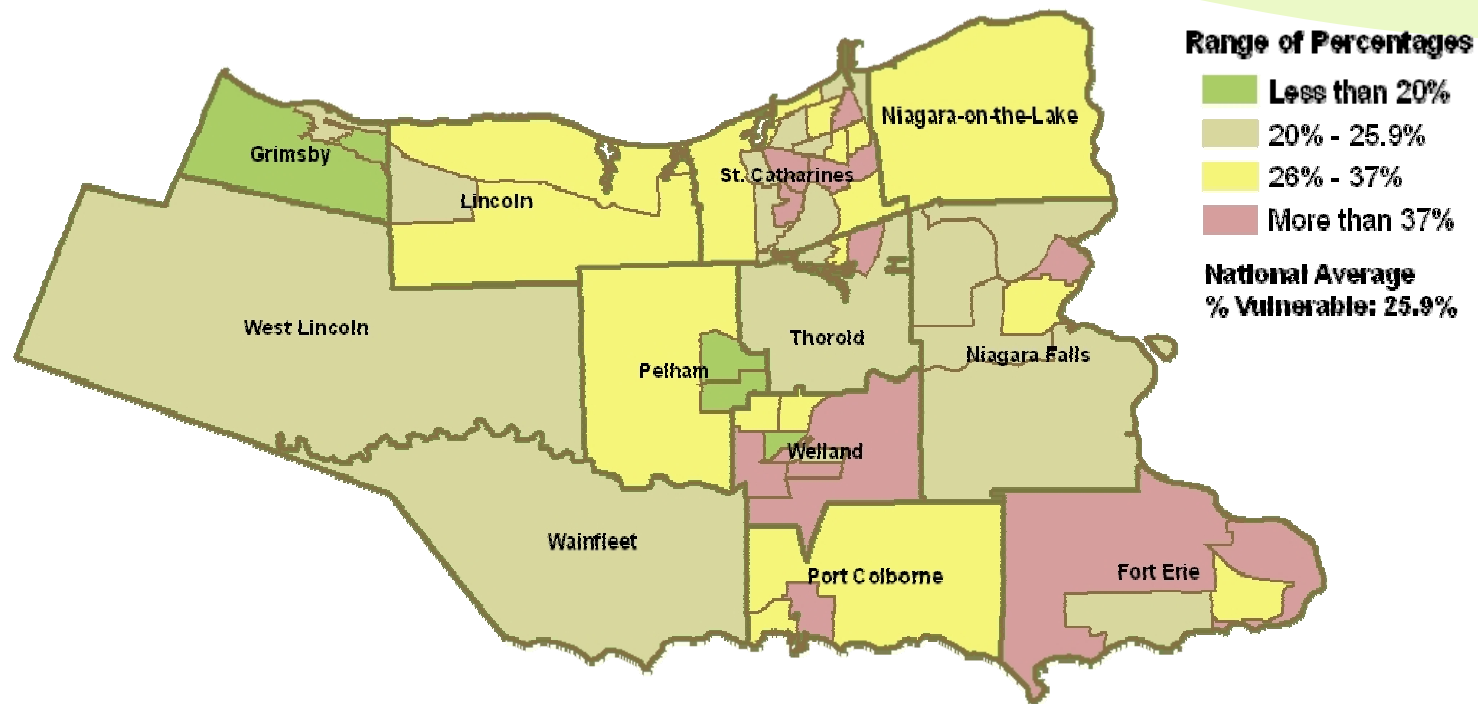 Range of Percentages
Less than 20%
20% - 25.9%
26% - 37%
More than 37%
National Average
% Vulnerable: 25.9%
Niagara-on-the-Lake
Grimsby
St. Catharines
Lincoln
West Lincoln
Thorold
Niagara Falls
Pelham
Welland
Wainfleet
Port Colborne
Fort Erie